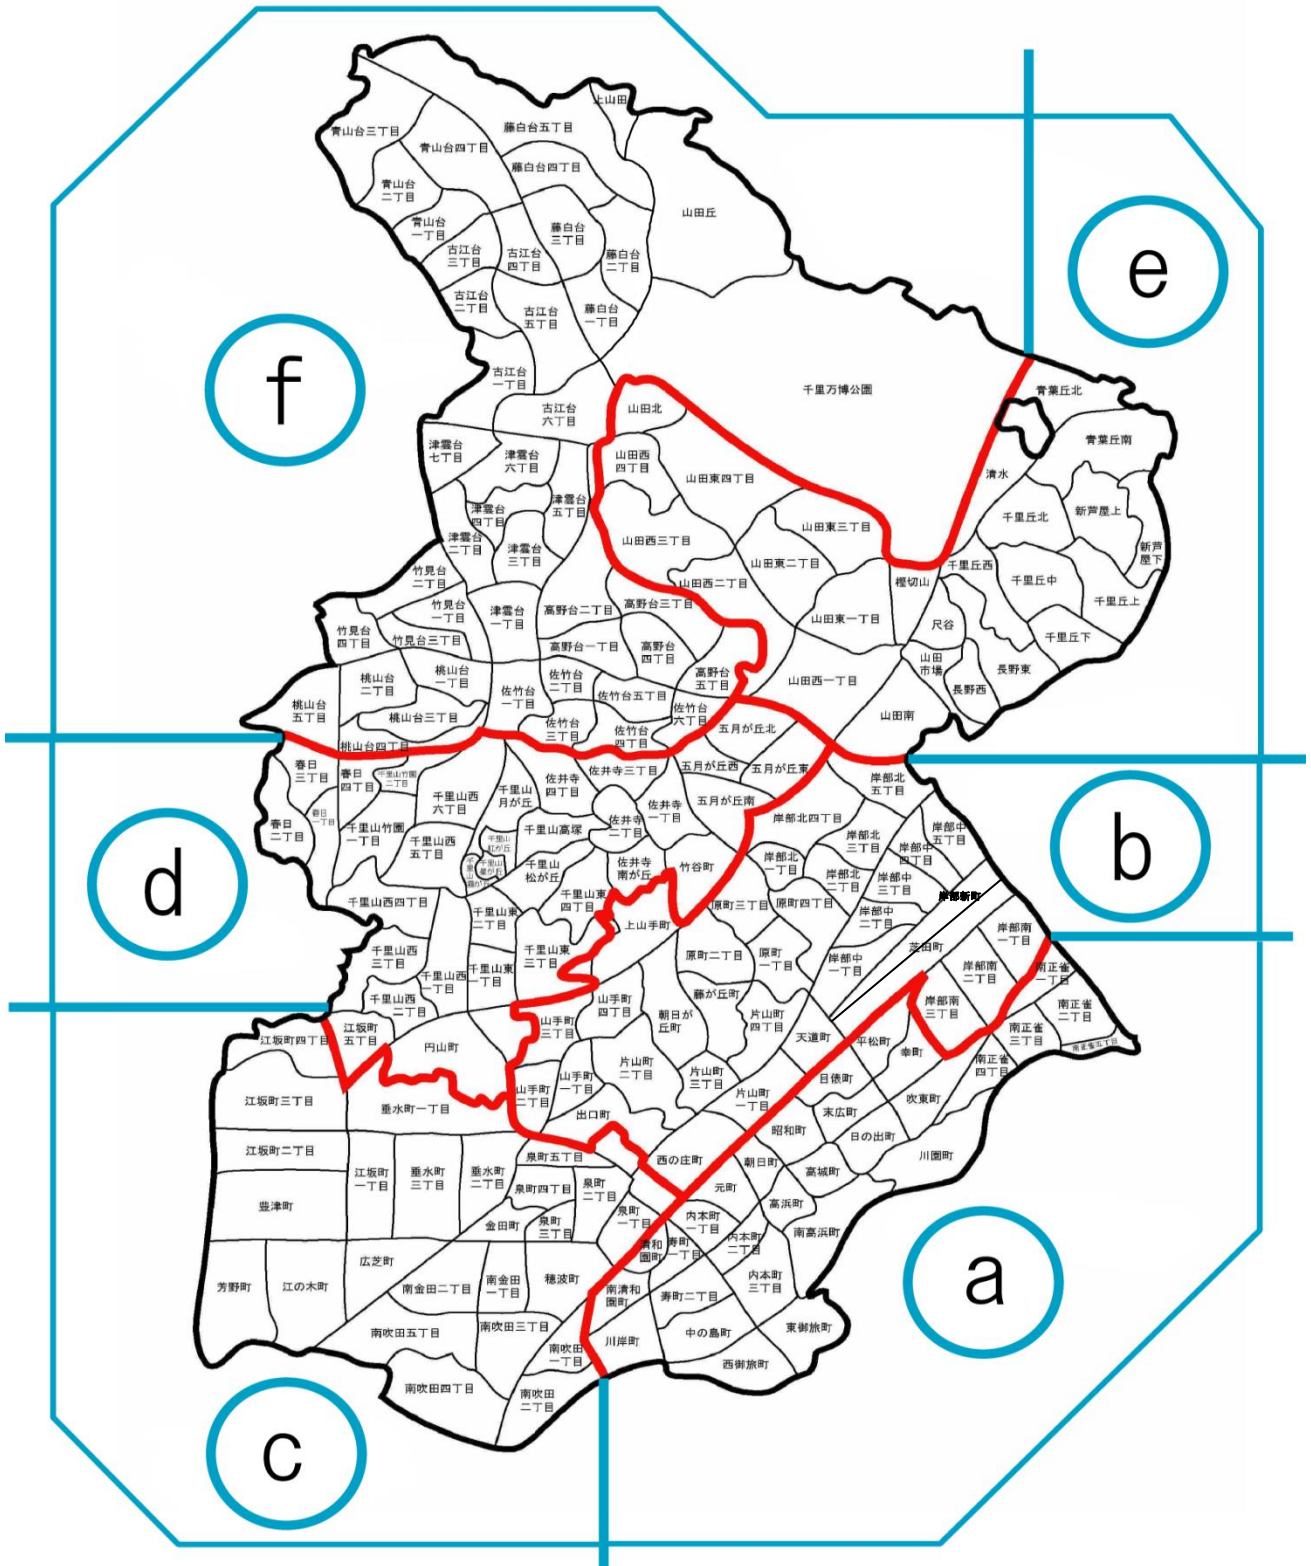 上山田
青山台三丁目
藤白台五丁目
青山台四丁目
藤白台四丁目
青山台
二丁目
山田丘
青山台
一丁目
藤白台
三丁目
古江台
三丁目
古江台
四丁目
藤白台
二丁目
e
古江台
二丁目
古江台
五丁目
藤白台
一丁目
f
古江台
一丁目
千里万博公園
青葉丘北
古江台
六丁目
山田北
津雲台
七丁目
津雲台
六丁目
山田西
四丁目
青葉丘南
山田東四丁目
清水
津雲台
五丁目
津雲台
四丁目
千里丘北
新芦屋上
山田東三丁目
津雲台
二丁目
津雲台
三丁目
山田西三丁目
新芦
屋下
山田東二丁目
千里丘西
竹見台
二丁目
山田西二丁目
樫切山
千里丘中
竹見台
一丁目
津雲台
一丁目
高野台二丁目
高野台三丁目
千里丘上
山田東一丁目
尺谷
竹見台
四丁目
竹見台三丁目
千里丘下
高野台一丁目
高野台
四丁目
山田
市場
長野東
桃山台
二丁目
桃山台
一丁目
佐竹台
二丁目
高野台
五丁目
山田西一丁目
長野西
桃山台
五丁目
佐竹台
一丁目
佐竹台五丁目
桃山台三丁目
佐竹台
六丁目
山田南
佐竹台
三丁目
佐竹台
四丁目
五月が丘北
桃山台四丁目
春日
三丁目
春日
四丁目
千里山竹園
二丁目
千里山西
六丁目
千里山
月が丘
佐井寺
四丁目
佐井寺三丁目
五月が丘西
五月が丘東
岸部北
五丁目
春日
一丁目
春日
二丁目
千里山竹園
一丁目
千里山西
五丁目
千里山高塚
佐井寺
二丁目
佐井寺
一丁目
五月が丘南
岸部北四丁目
岸部北
三丁目
岸部中
五丁目
岸部中
四丁目
b
千里山
虹が丘
千里山
星が丘
千里山霧が丘
千里山
松が丘
佐井寺
南が丘
竹谷町
岸部北
一丁目
岸部北
二丁目
岸部中
三丁目
d
千里山西四丁目
千里山東
二丁目
千里山東
四丁目
原町三丁目
原町四丁目
岸部中
二丁目
岸部新町
上山手町
千里山西
三丁目
千里山東
三丁目
原町二丁目
原町
一丁目
岸部中
一丁目
芝田町
岸部南
一丁目
千里山西
一丁目
千里山東
一丁目
岸部南
二丁目
南正雀
一丁目
千里山西
二丁目
山手町
四丁目
藤が丘町
岸部南
三丁目
南正雀
二丁目
江坂町四丁目
江坂町
五丁目
円山町
山手町
三丁目
朝日が
丘町
片山町
四丁目
天道町
平松町
幸町
南正雀
三丁目
南正雀五丁目
片山町
二丁目
片山町
三丁目
日俵町
南正雀
四丁目
江坂町三丁目
垂水町一丁目
山手町
二丁目
山手町
一丁目
出口町
片山町
一丁目
末広町
吹東町
昭和町
日の出町
江坂町二丁目
泉町五丁目
西の庄町
朝日町
川園町
江坂町
一丁目
垂水町
三丁目
垂水町
二丁目
泉町四丁目
泉町
二丁目
元町
高城町
豊津町
金田町
泉町
三丁目
泉町
一丁目
内本町
一丁目
高浜町
南高浜町
清和
園町
寿町
一丁目
内本町
二丁目
広芝町
芳野町
江の木町
南金田二丁目
南金田
一丁目
穂波町
南清和
園町
寿町二丁目
内本町
三丁目
a
南吹田五丁目
南吹田三丁目
川岸町
中の島町
東御旅町
南吹田
一丁目
西御旅町
南吹田四丁目
南吹田
二丁目
c